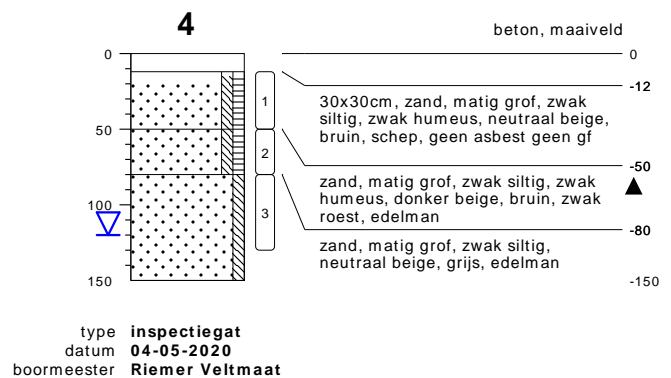 4
beton, maaiveld
0
50
100
150
1
2
3
0
-12
30x30cm, zand, matig grof, zwak
siltig, zwak humeus, neutraal beige,
bruin, schep, geen asbest geen gf
-50
zand, matig grof, zwak siltig, zwak
humeus, donker beige, bruin, zwak
roest, edelman
-80
zand, matig grof, zwak siltig,
neutraal beige, grijs, edelman
-150
type inspectiegat
datum 04-05-2020
boormeester Riemer Veltmaat